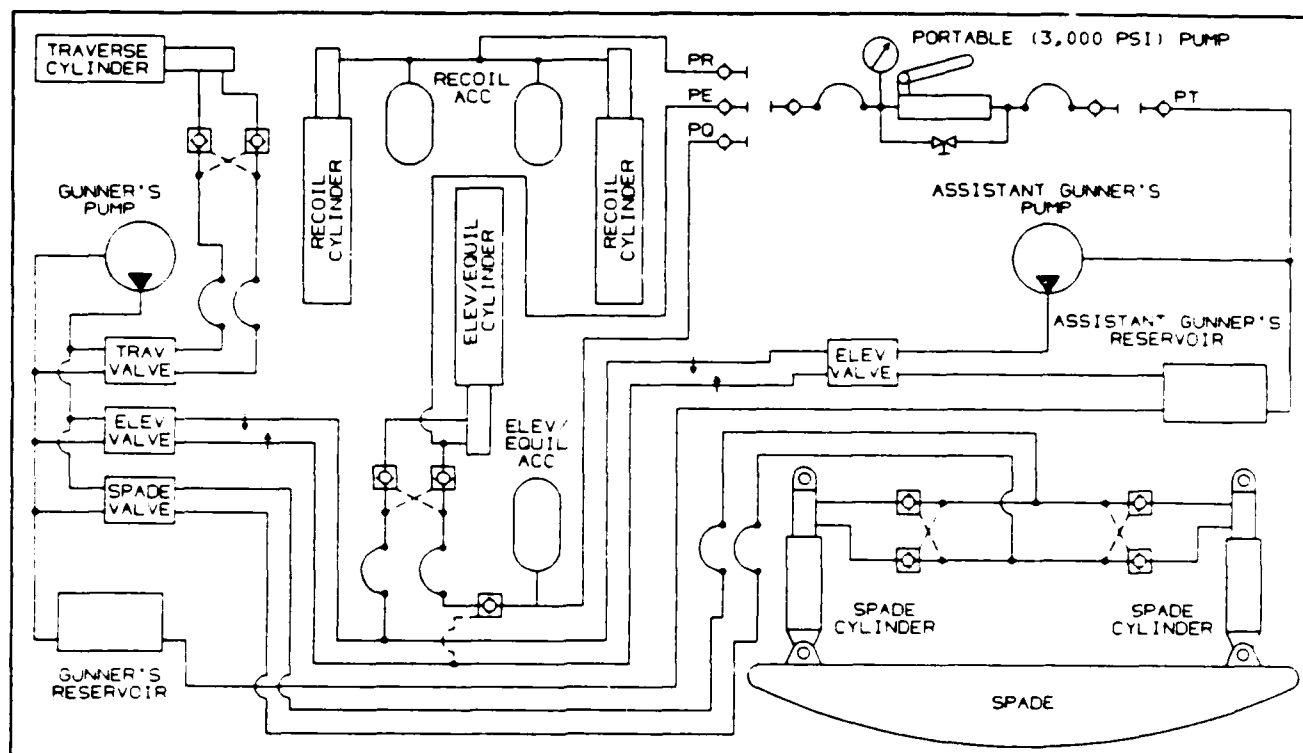 TRAVERSE
CYLINDER
RECOIL
ACC
PR
PE
PQ
PORTABLE (3,000 PSI) PUMP
PT
GUNNER'S
PUMP
RECOIL
CYLINDER
ELEV/EQUIL
CYLINDER
RECOIL
CYLINDER
ASSISTANT GUNNER'S
PUMP
ASSISTANT GUNNER'S
RESERVOIR
TRAV
VALVE
ELEV
VALVE
ELEV
VALVE
ELEV/
EQUIL
ACC
SPADE
VALVE
SPADE
CYLINDER
SPADE
CYLINDER
GUNNER'S
RESERVOIR
SPADE